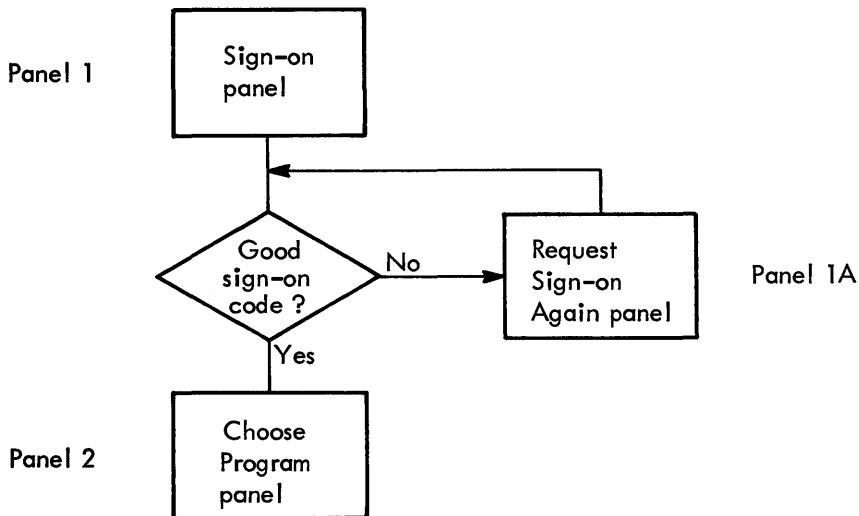 Panel 1
Sign-on
panel
Good
sign-on
code ?
No
Request
Sign-on
Again panel
Panel 1A
Yes
Panel 2
Choose
Program
panel